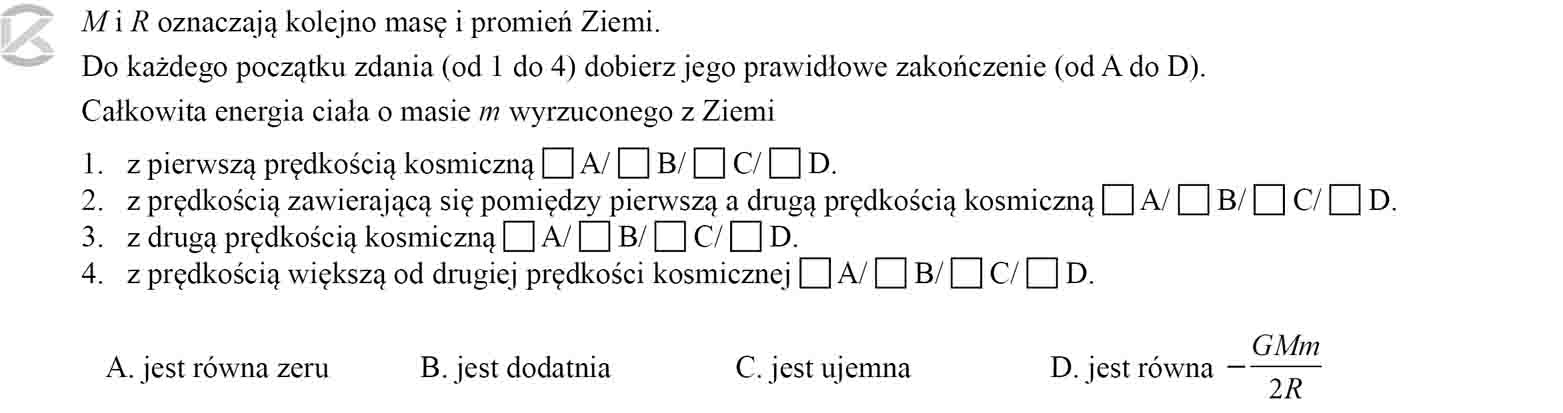 M i R oznaczają kolejno masę i promień Ziemi.
Do każdego początku zdania (od 1 do 4) dobierz jego prawidłowe zakończenie (od A do D).
Całkowita energia ciała o masie m wyrzuconego z Ziemi
1. z pierwszą prędkością kosmiczną □ A/ □ B/ □ C/ □ D.
2. z prędkością zawierającą się pomiędzy pierwszą a drugą prędkością kosmiczną □ A/ □ B/ □ C/ □ D.
3. z drugą prędkością kosmiczną □ A/ □ B/ □ C/ □ D.
4. z prędkością większą od drugiej prędkości kosmicznej □ A/ □ B/ □ C/ □ D.
A. jest równa zeru B. jest dodatnia C. jest ujemna D. jest równa −GMm/2R